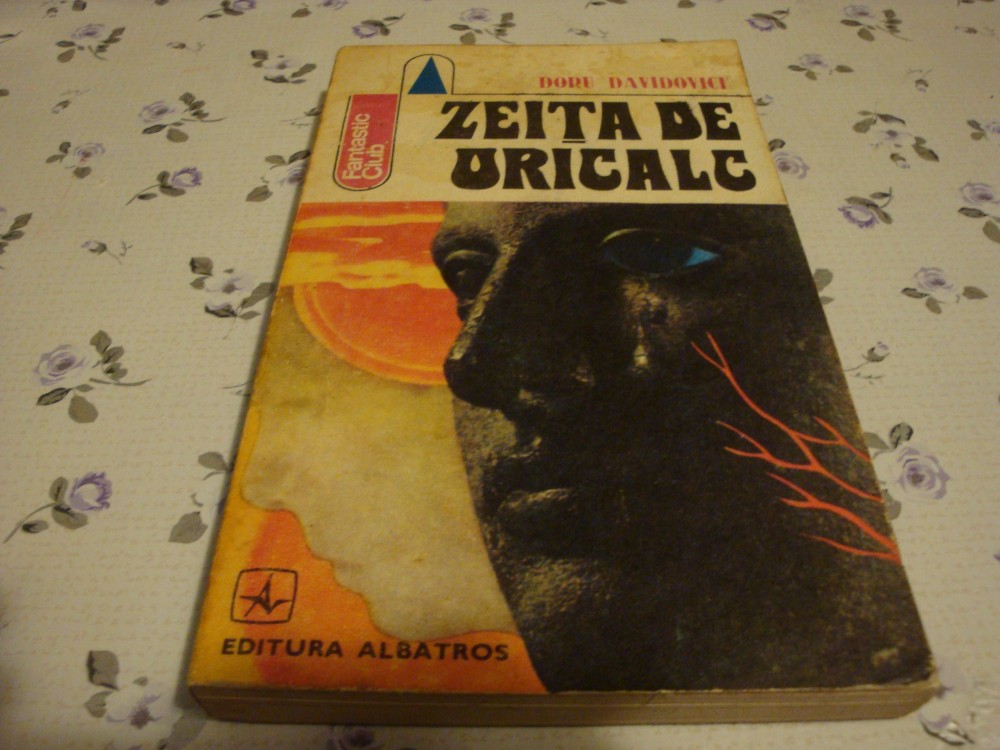 DORU DAVIDOVICI
ZEIȚA DE
ORICALC
Fantastic
Club
EDITURA ALBATROS